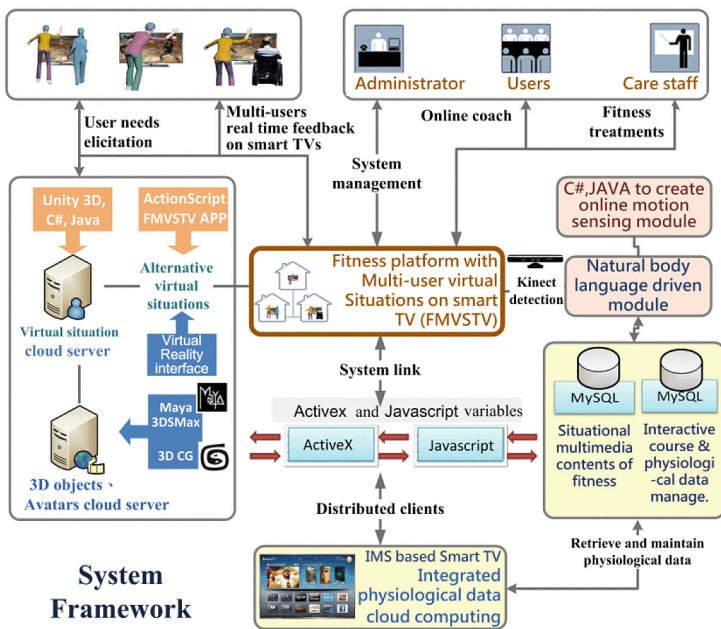 Administrator
Users
Care staff
User needs
elicitation
Multi-users
real time feedback
on smart TVs
Online coach
Fitness
treatments
System
management
Unity 3D,
C#, Java
ActionScript
FMVSTV APP
Alternative
virtual
situations
Virtual situation
cloud server
Virtual
Reality
interface
Maya
3DSMax
3D CG
MAYA
3D objects、
Avatars cloud server
Fitness platform with
Multi-user virtual
Situations on smart
TV (FMVSTV)
Kinect
detection
C#,JAVA to create
online motion
sensing module
Natural body
language driven
module
MySQL
MySQL
Situational
multimedia
contents of
fitness
Interactive
course &
physiologi
-cal data
manage.
System link
Activex and Javascript variables
ActiveX
Javascript
Distributed clients
Retrieve and maintain
physiological data
IMS based Smart TV
Integrated
physiological data
cloud computing
System
Framework